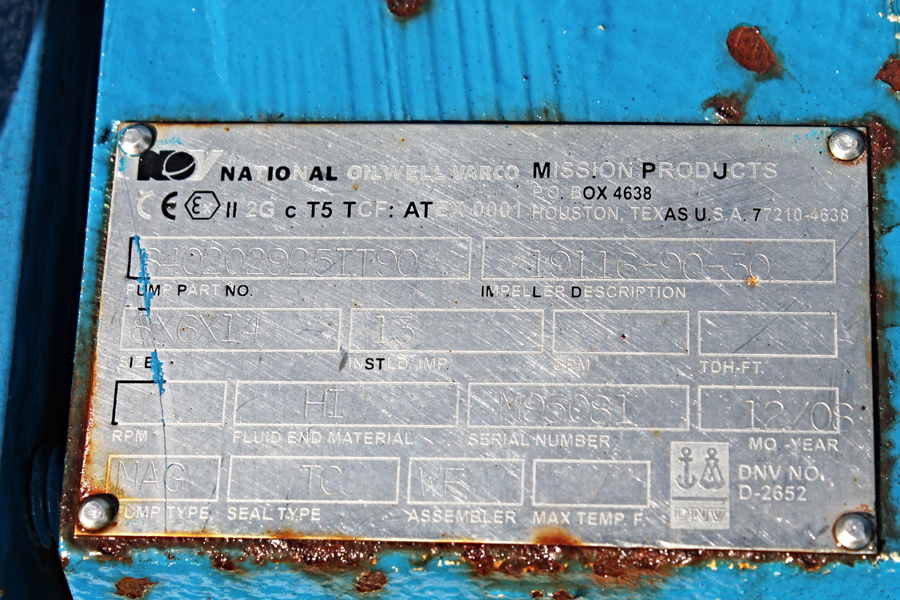 NOV NATIONAL OILWELL VARCO MISSION PRODUCTS
P.O. BOX 4638
CE Ex II 2G c T5 TCF: ATEX 0001 HOUSTON, TEXAS U.S.A. 77210-4638
19116-90-30
PUMP PART NO. IMPELLER DESCRIPTION
8X6X14 13
SIZE INSTLD. IMP. GPM TDH-FT.
HI M95081 12/08
RPM FLUID END MATERIAL SERIAL NUMBER MO.-YEAR
MAG TC WF
PUMP TYPE SEAL TYPE ASSEMBLER MAX TEMP. F.
DNV
DNV NO.
D-2652